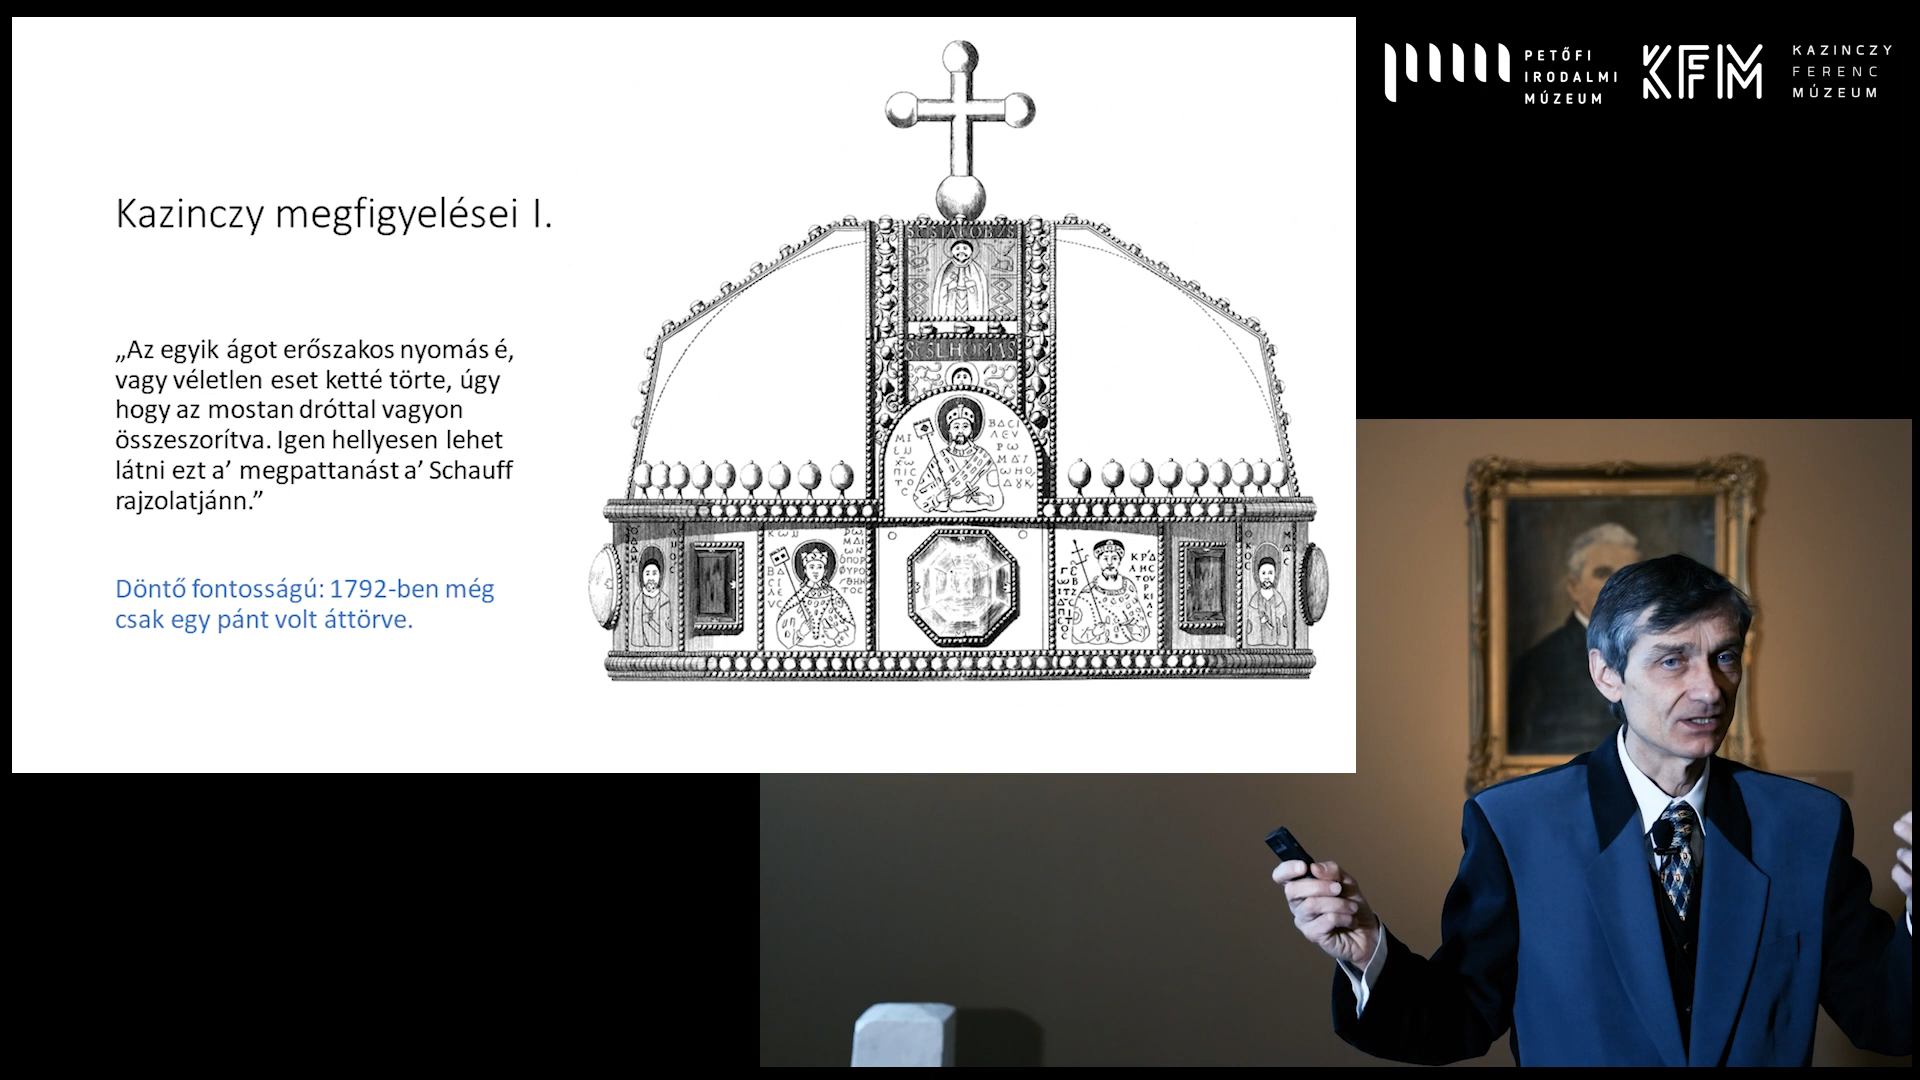 Kazinczy megfigyelései I.
„Az egyik ágot erőszakos nyomás é,
vagy véletlen eset ketté törte, úgy
hogy az mostan dróttal vagyon
összeszorítva. Igen hellyesen lehet
látni ezt a’ megpattanást a’ Schauff
rajzolatjánn.”
Döntő fontosságú: 1792-ben még
csak egy pánt volt áttörve.
PETŐFI
IRODALMI
MÚZEUM
KFM
KAZINCZY
FERENC
MÚZEUM